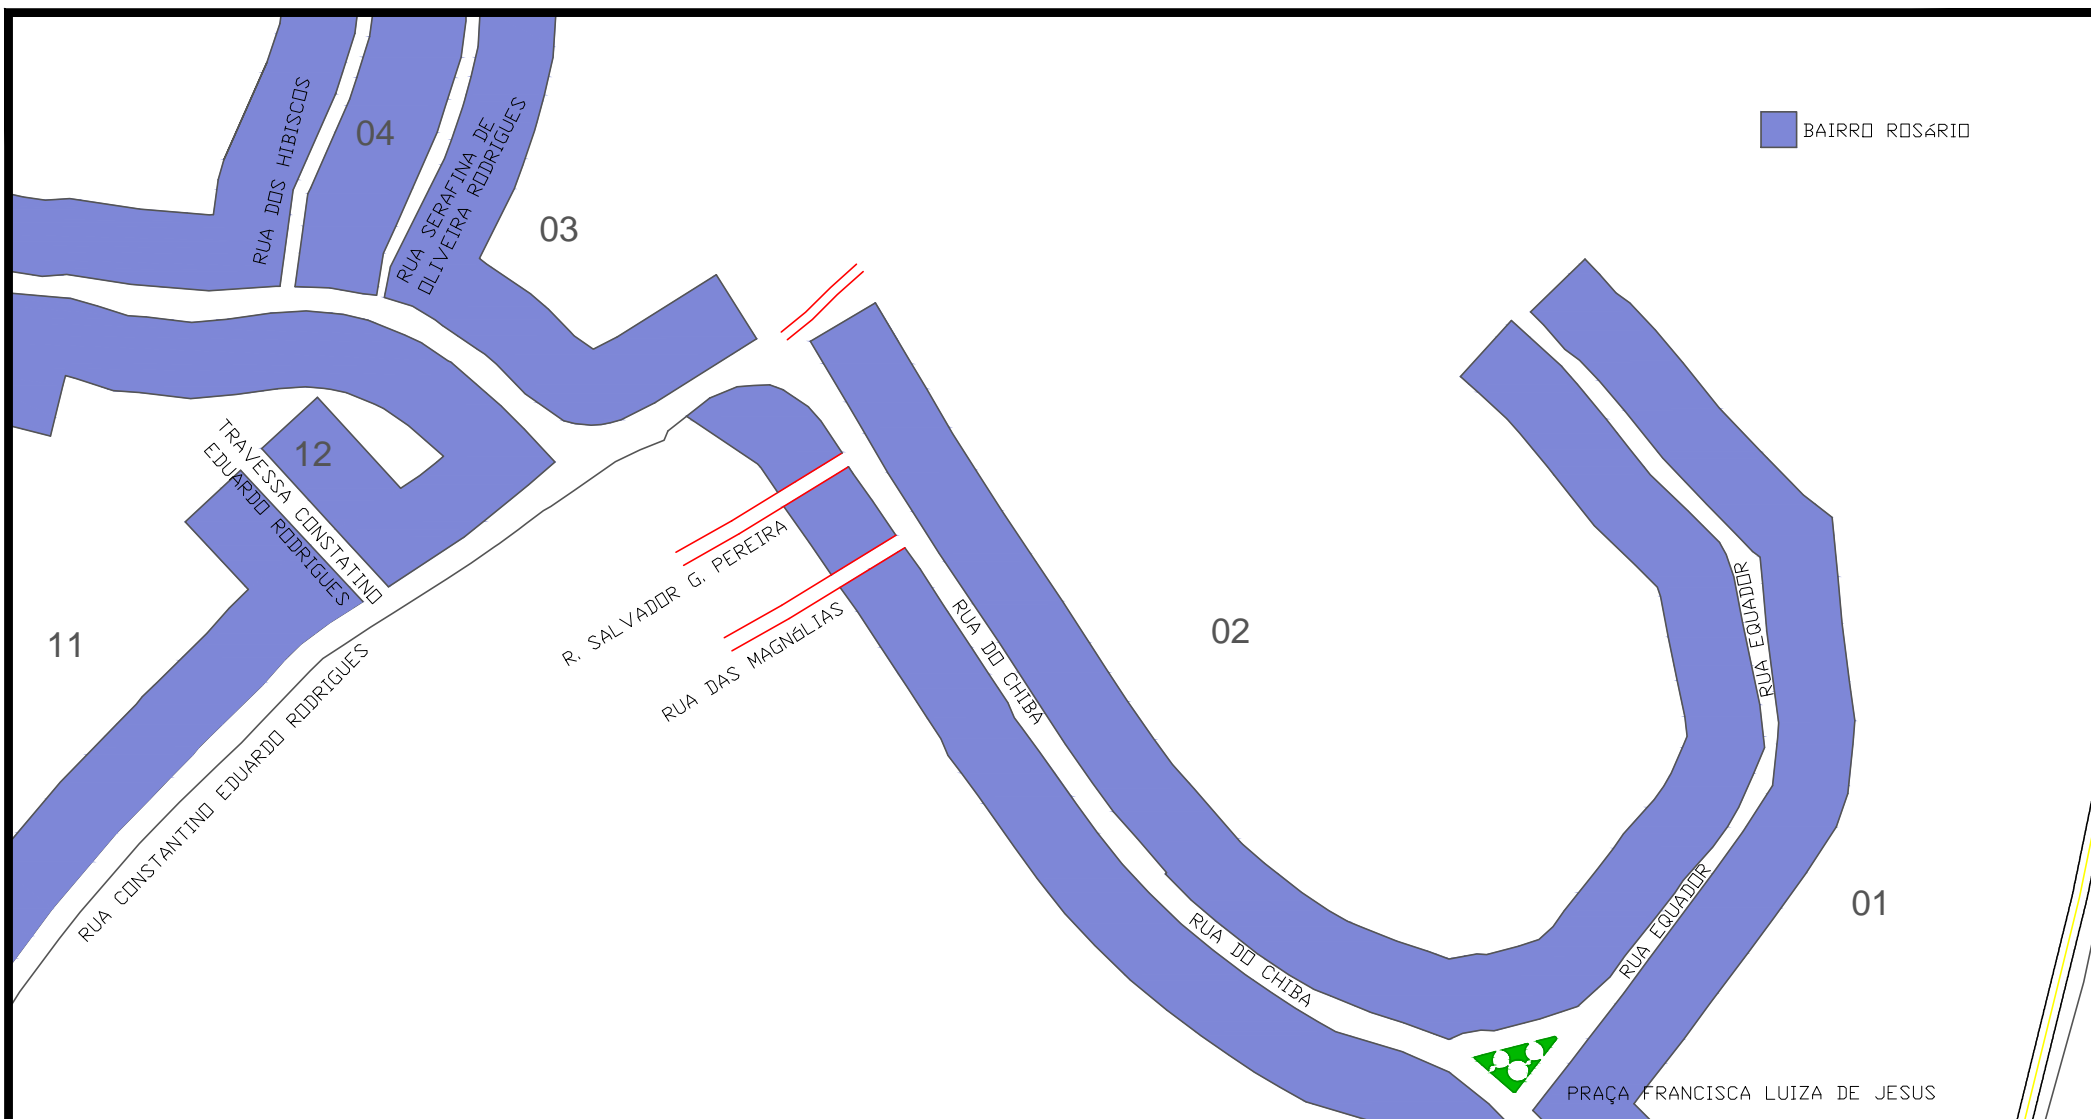 RUA DOS HIBISCOS
04
RUA SERAFINA DE
OLIVEIRA RODRIGUES
BAIRRO ROSáRIO
03
TRAVESSA CONSTATINO
EDUARDO RODRIGUES
12
R. SALVADOR G. PEREIRA
RUA DAS MAGNóLIAS
11
RUA CONSTANTINO EDUARDO RODRIGUES
RUA DO CHIBA
02
RUA EQUADOR
01
RUA DO CHIBA
RUA EQUADOR
PRAÇA FRANCISCA LUIZA DE JESUS